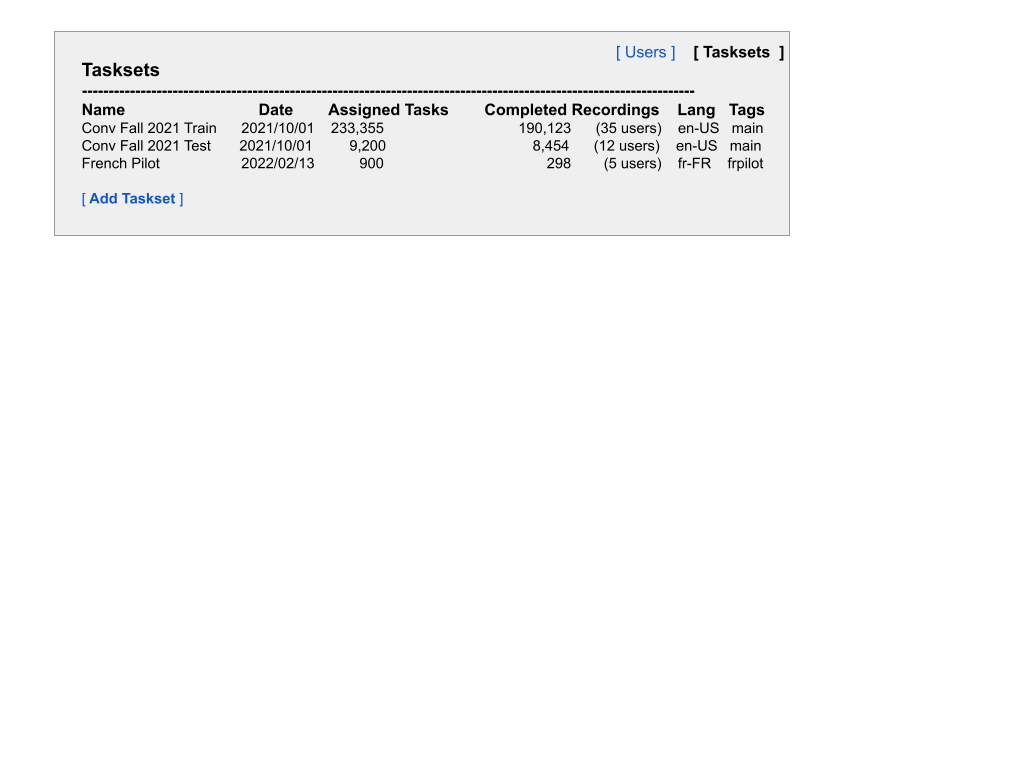 [ Users ] [ Tasksets ]
Tasksets
-----------------------------------------------------------------------------------------------------------------------
Name Date Assigned Tasks Completed Recordings Lang Tags
Conv Fall 2021 Train 2021/10/01 233,355 190,123 (35 users) en-US main
Conv Fall 2021 Test 2021/10/01 9,200 8,454 (12 users) en-US main
French Pilot 2022/02/13 900 298 (5 users) fr-FR frpilot
[ Add Taskset ]